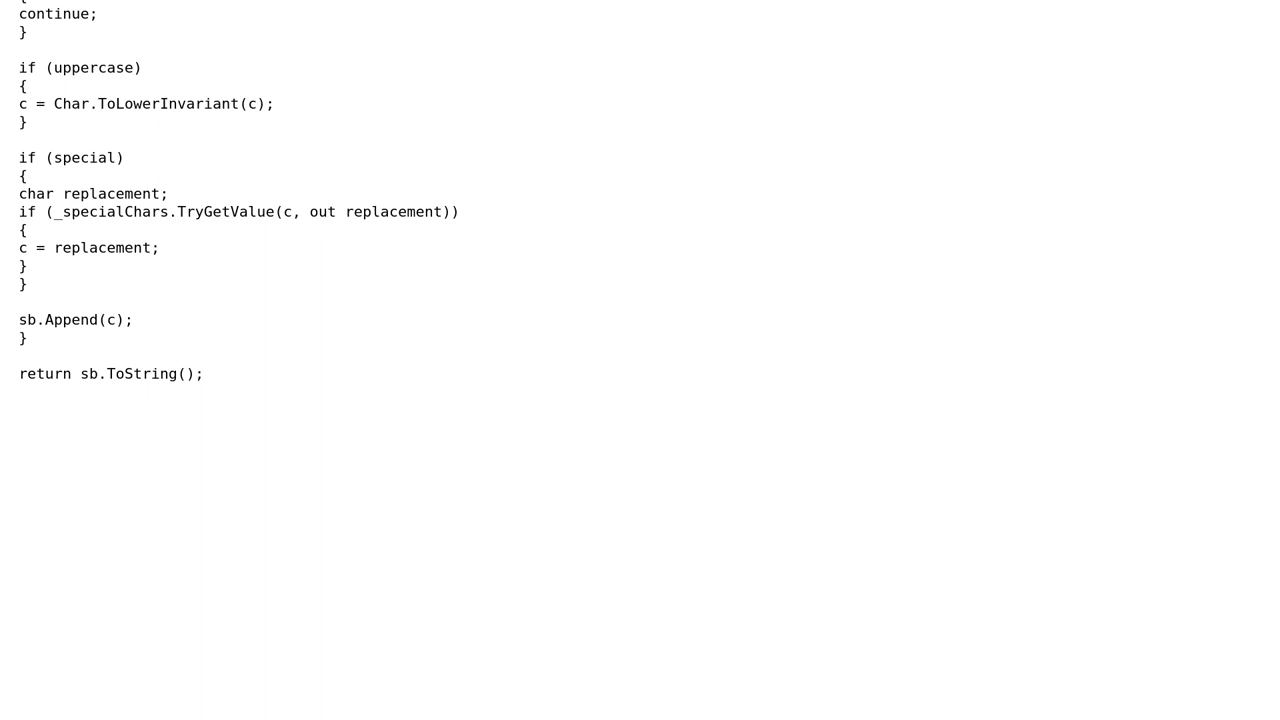 continue;
}

if (uppercase)
{
c = Char.ToLowerInvariant(c);
}

if (special)
{
char replacement;
if (_specialChars.TryGetValue(c, out replacement))
{
c = replacement;
}
}

sb.Append(c);
}

return sb.ToString();